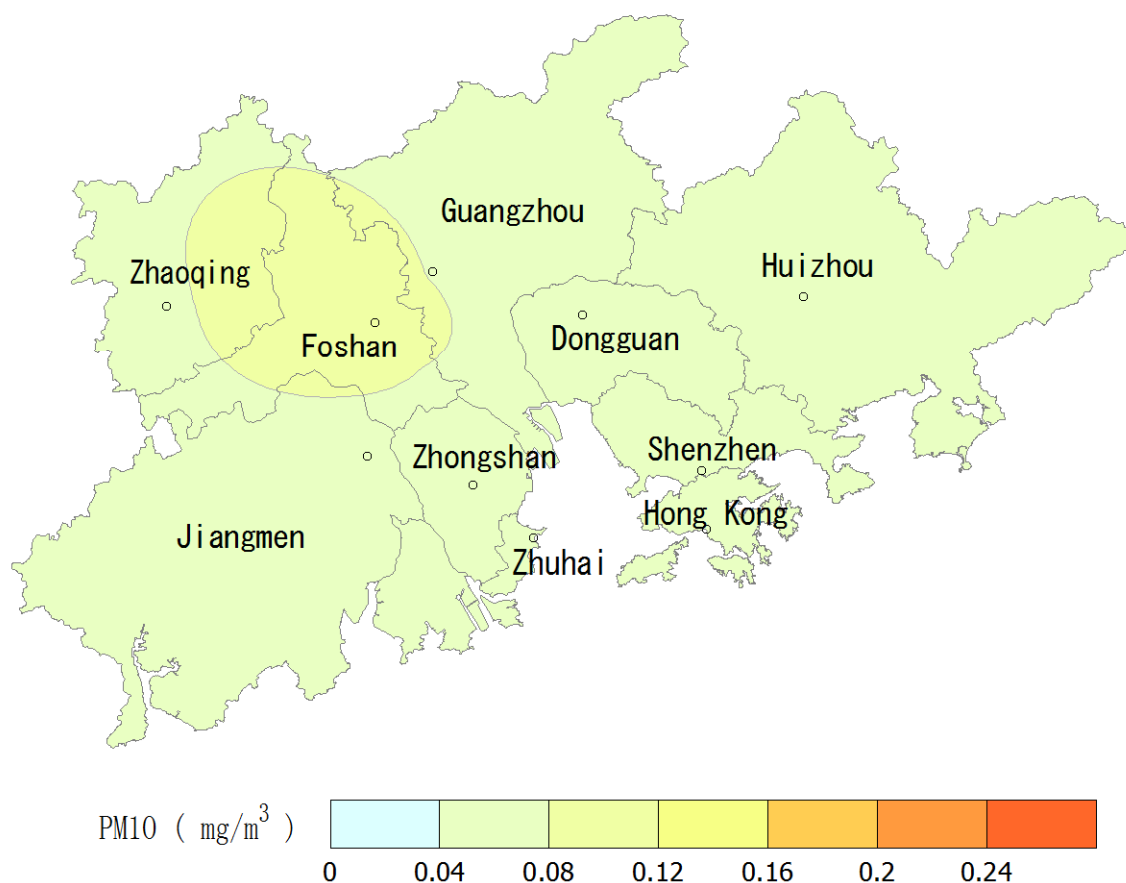 Guangzhou
Zhaoqing
Huizhou
Foshan
Dongguan
Zhongshan
Shenzhen
Hong Kong
Jiangmen
Zhuhai
PM10 ( mg/m³ )
0 0.04 0.08 0.12 0.16 0.2 0.24